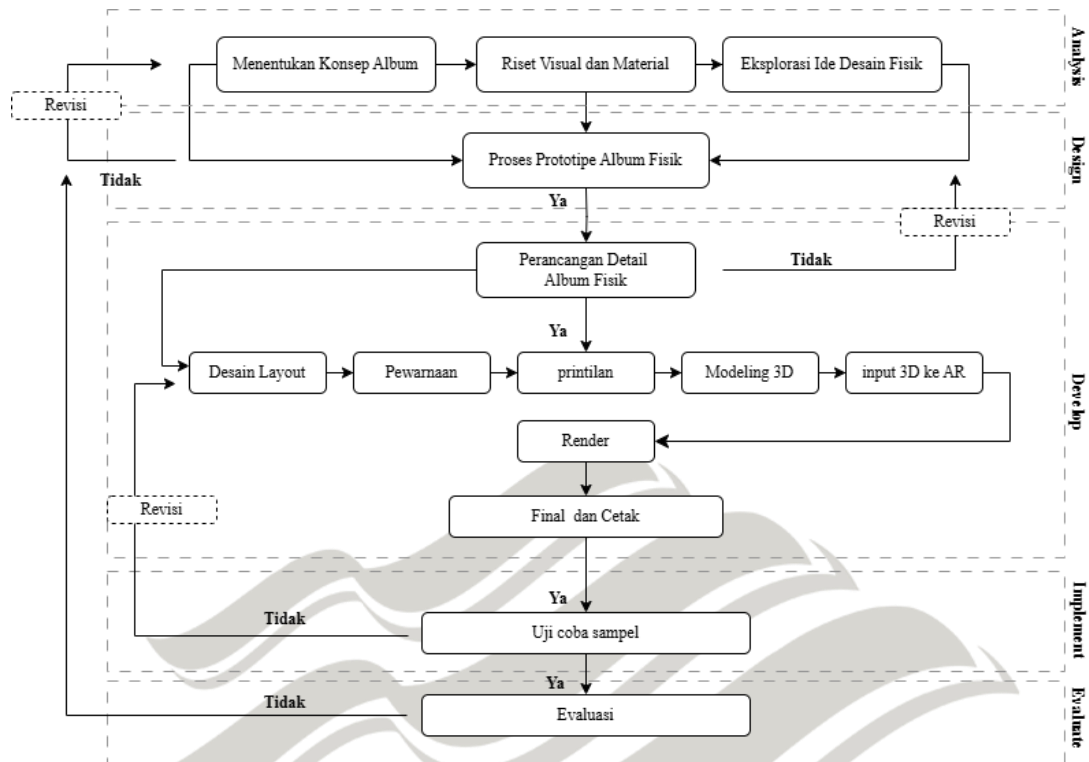 Analysis
Menentukan Konsep Album
Riset Visual dan Material
Eksplorasi Ide Desain Fisik
Revisi
Design
Proses Prototipe Album Fisik
Tidak
Ya
Revisi
Develop
Perancangan Detail
Album Fisik
Tidak
Ya
Desain Layout
Pewarnaan
printilan
Modeling 3D
input 3D ke AR
Render
Revisi
Final dan Cetak
Implement
Ya
Tidak
Uji coba sampel
Evaluate
Ya
Tidak
Evaluasi